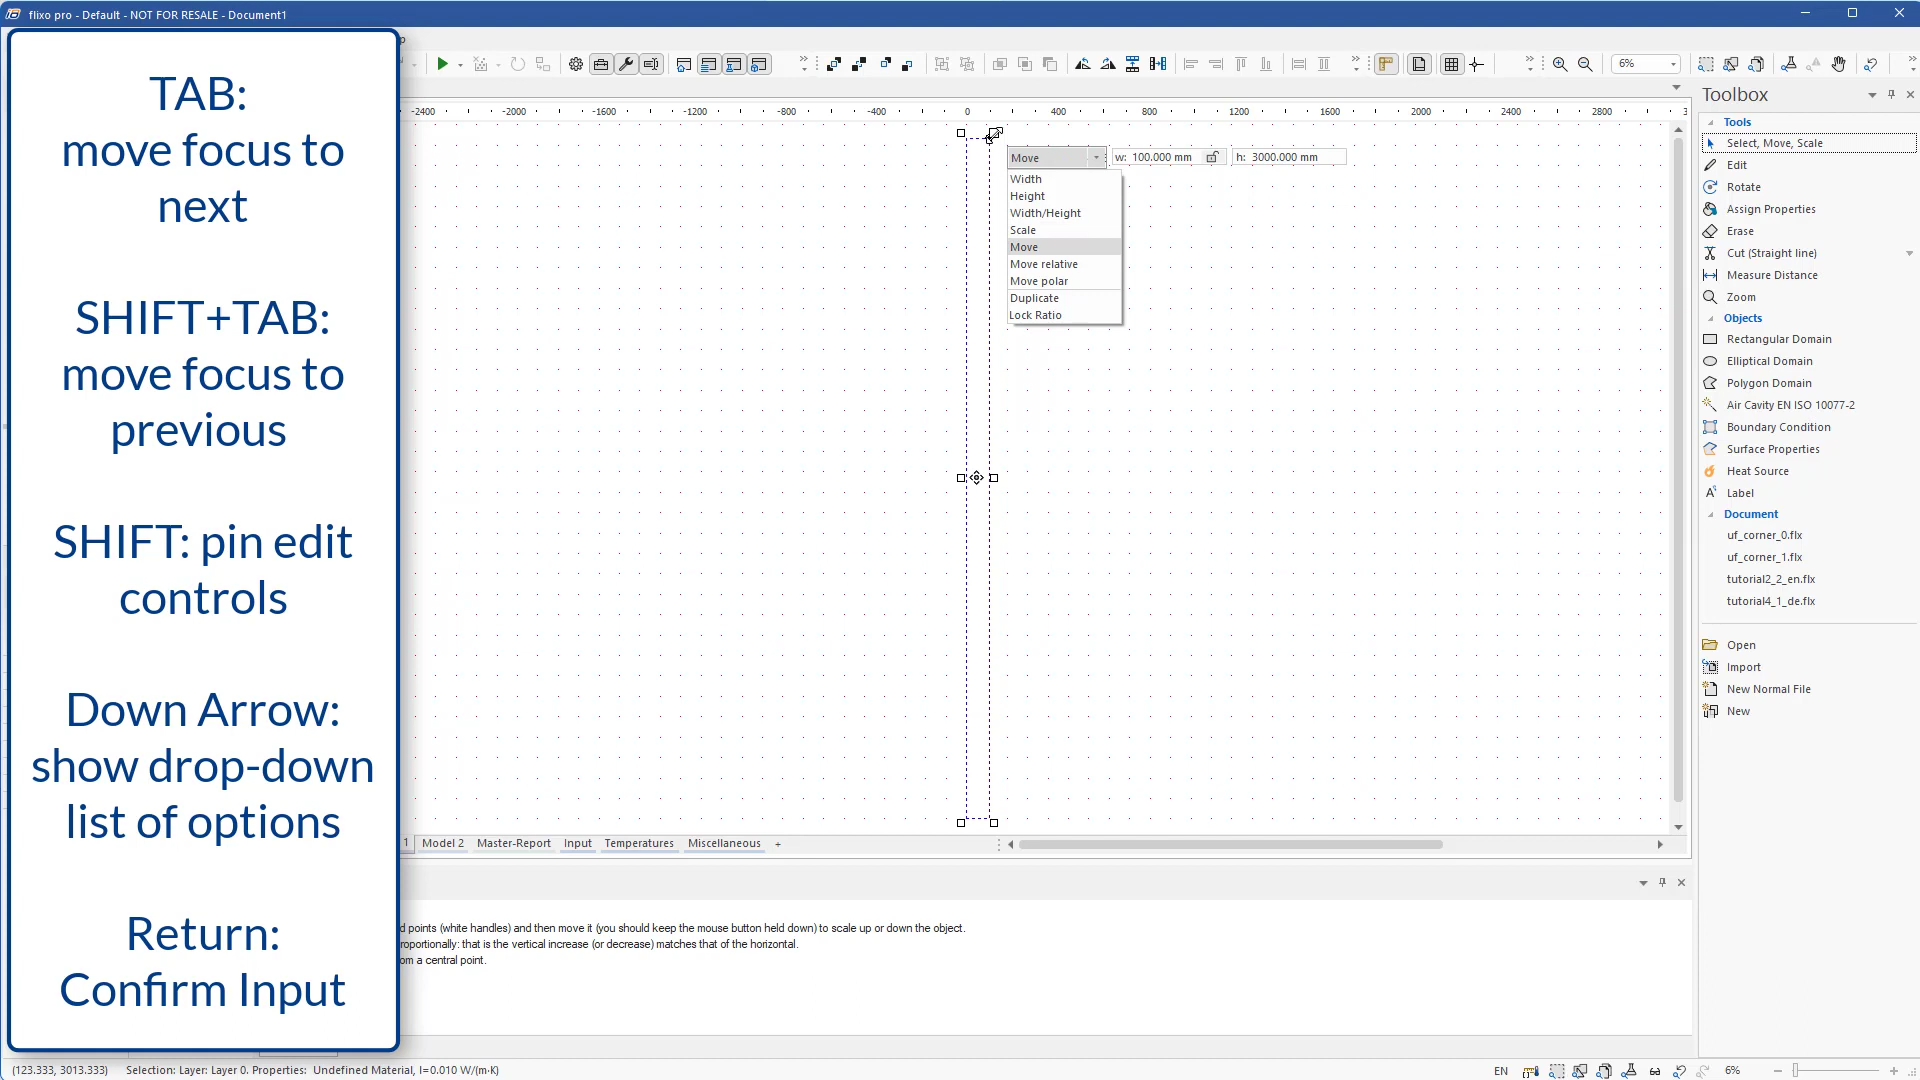 flixo pro - Default - NOT FOR RESALE - Document1
TAB:
move focus to
next
SHIFT+TAB:
move focus to
previous
SHIFT: pin edit
controls
Down Arrow:
show drop-down
list of options
Return:
Confirm Input
6%
-2400 -2000 -1600 -1200 -800 -400 0 400 800 1200 1600 2000 2400 2800
Move w: 100.000 mm h: 3000.000 mm
Width
Height
Width/Height
Scale
Move
Move relative
Move polar
Duplicate
Lock Ratio
Toolbox
Tools
Select, Move, Scale
Edit
Rotate
Assign Properties
Erase
Cut (Straight line)
Measure Distance
Zoom
Objects
Rectangular Domain
Elliptical Domain
Polygon Domain
Air Cavity EN ISO 10077-2
Boundary Condition
Surface Properties
Heat Source
Label
Document
uf_corner_0.flx
uf_corner_1.flx
tutorial2_2_en.flx
tutorial4_1_de.flx
Open
Import
New Normal File
New
1 Model 2 Master-Report Input Temperatures Miscellaneous +
d points (white handles) and then move it (you should keep the mouse button held down) to scale up or down the object.
roportionally: that is the vertical increase (or decrease) matches that of the horizontal.
om a central point.
(123.333, 3013.333) Selection: Layer: Layer 0. Properties: Undefined Material, l=0.010 W/(m·K)
EN 6%